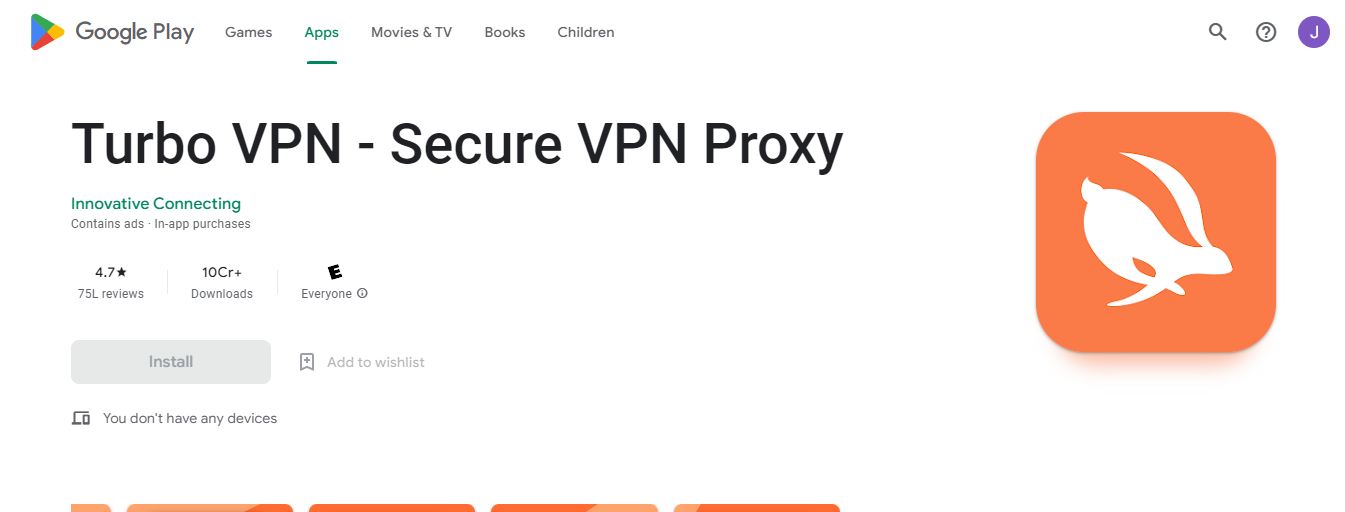 Google Play Games Apps Movies & TV Books Children J
Turbo VPN - Secure VPN Proxy
Innovative Connecting
Contains ads · In-app purchases
4.7★ 10Cr+ E
75L reviews Downloads Everyone
Install Add to wishlist
You don't have any devices